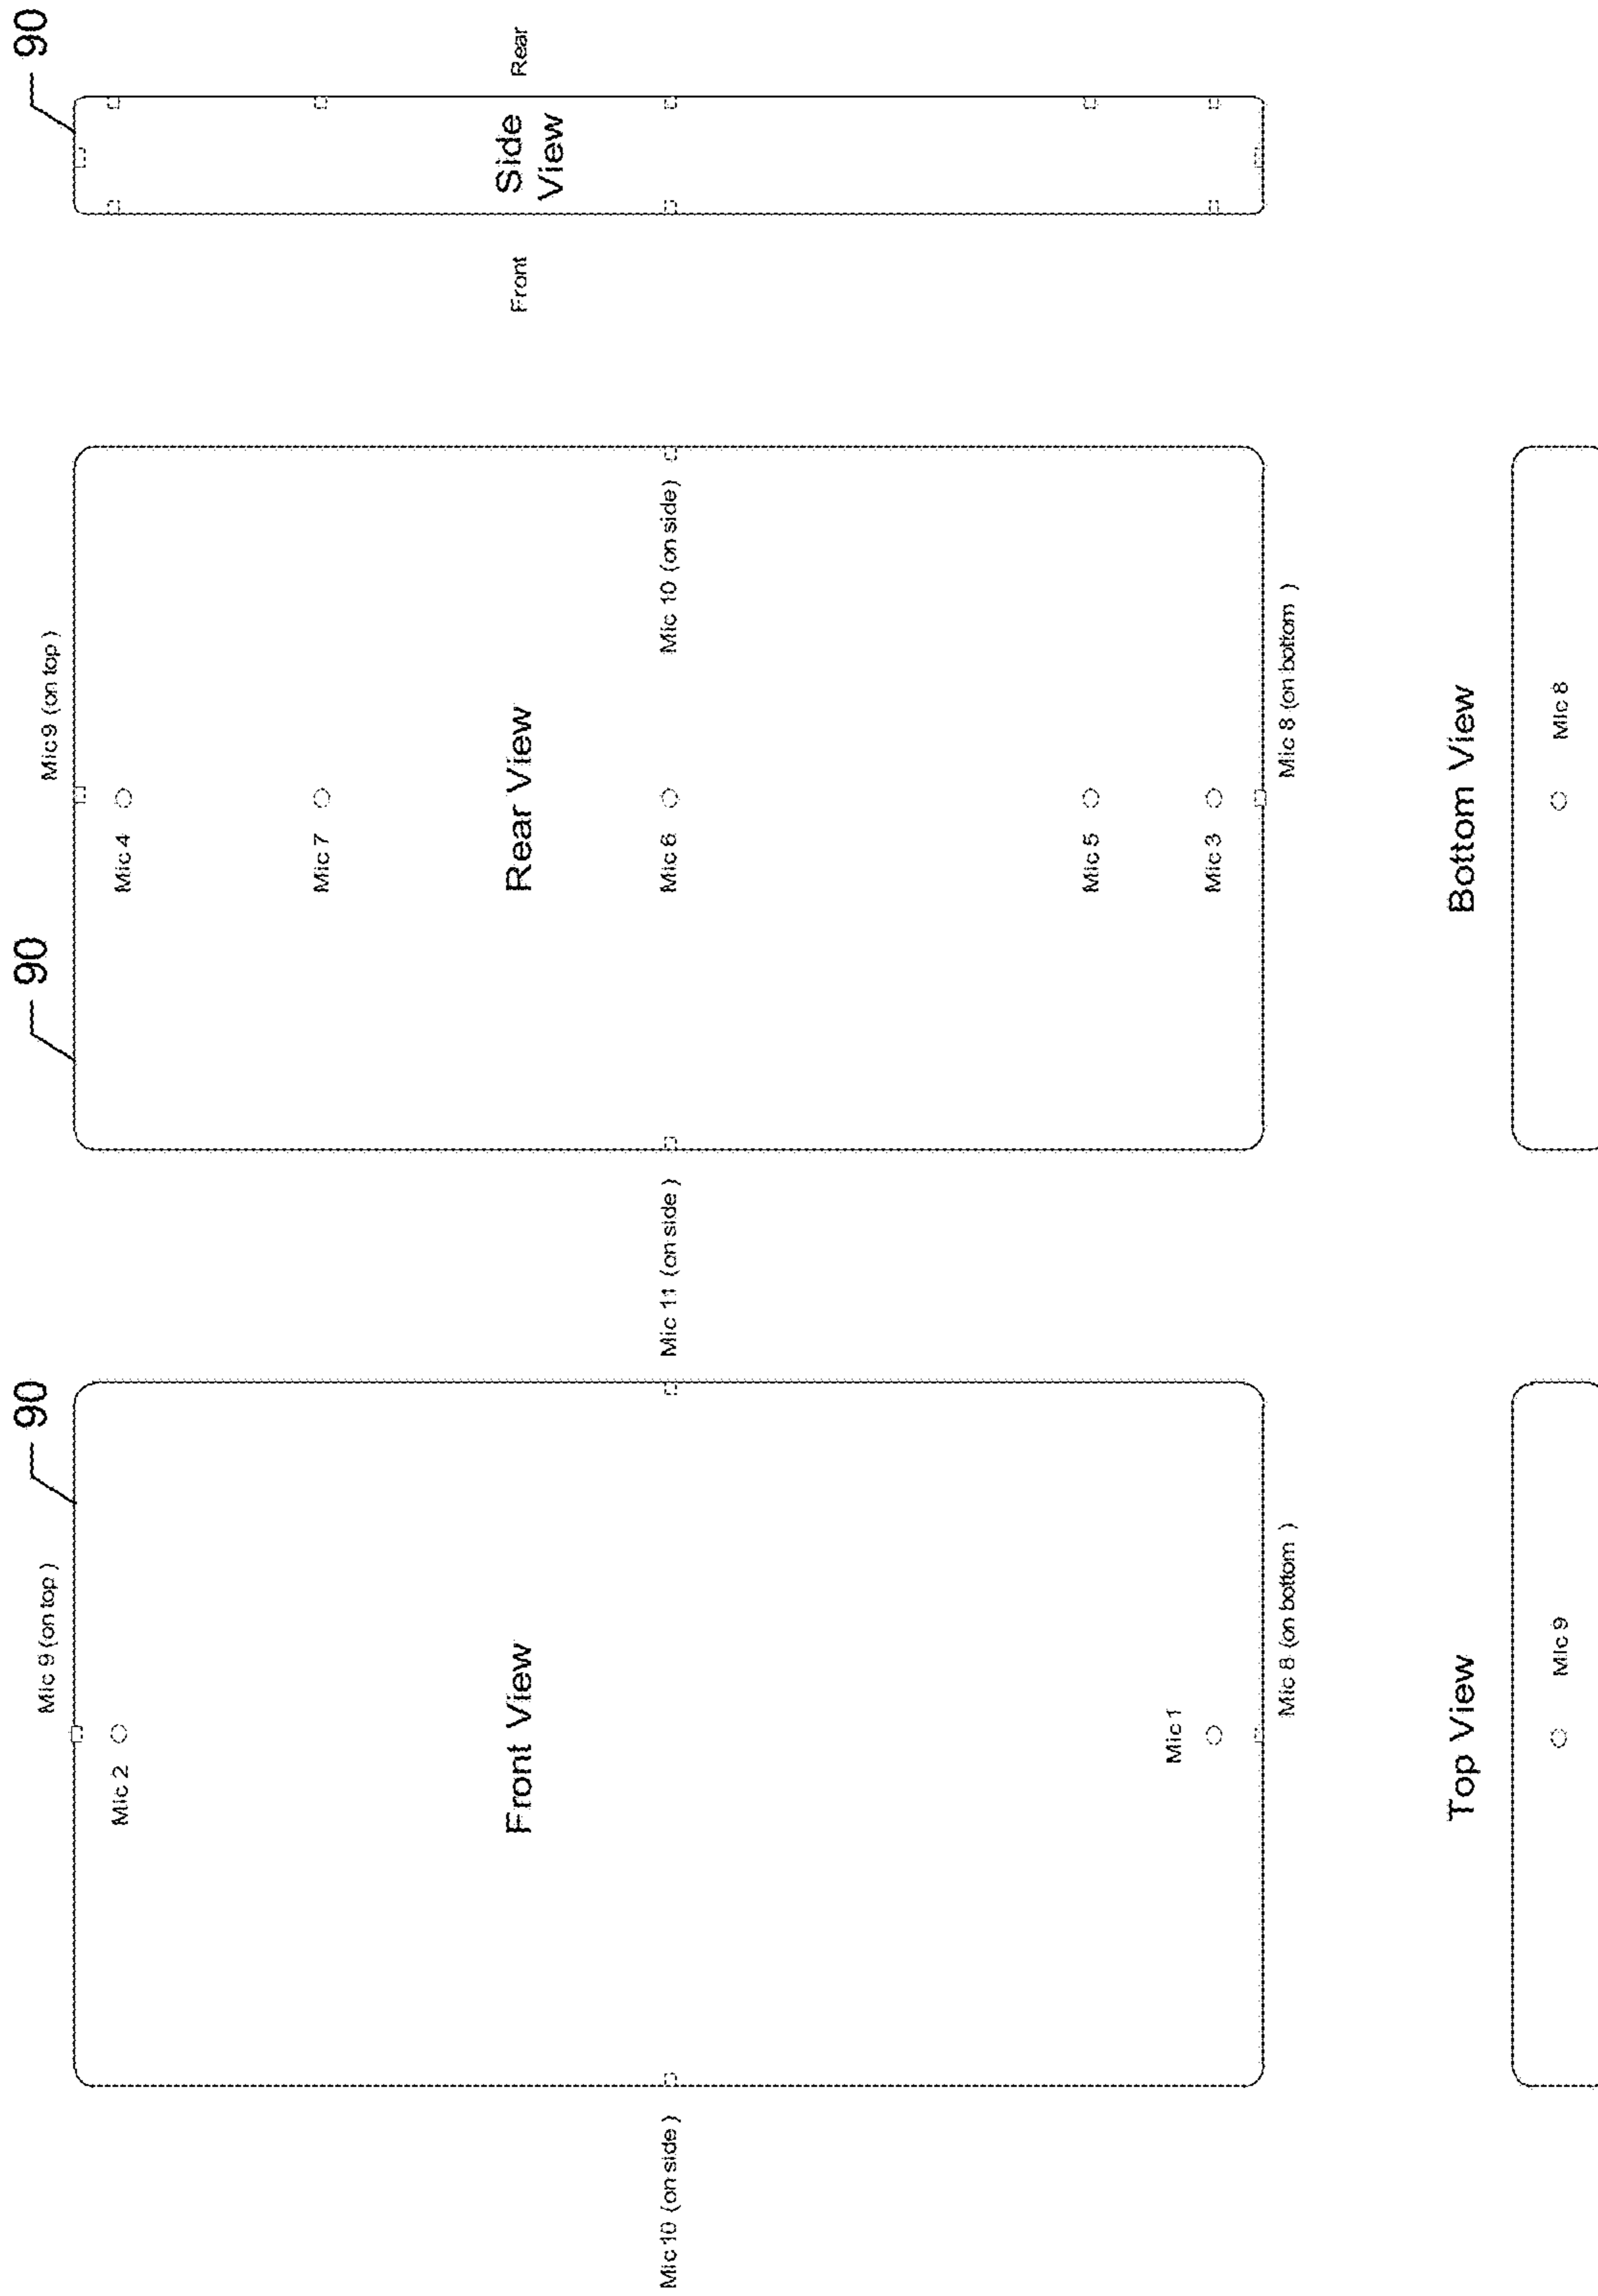 90
90
90
Mic 9 (on top)
Mic 2
Front View
Mic 10 (on side)
Mic 11 (on side)
Mic 1
Mic 8 (on bottom )
Mic9 (on top)
Mic 4
Mic 7
Rear View
Mic 6
Mic 10 (on side)
Mic 5
Mic 3
Mic 8 (on bottom )
Front
Side
View
Rear
Top View
Mic 9
Bottom View
Mic 8